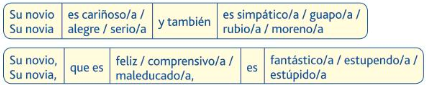 Su novio es cariñoso/a / y también es simpático/a / guapo/a /
Su novia alegre / serio/a rubio/a / moreno/a
Su novio, que es feliz / comprensivo/a / es fantástico/a / estupendo/a /
Su novia, maleducado/a, estúpido/a